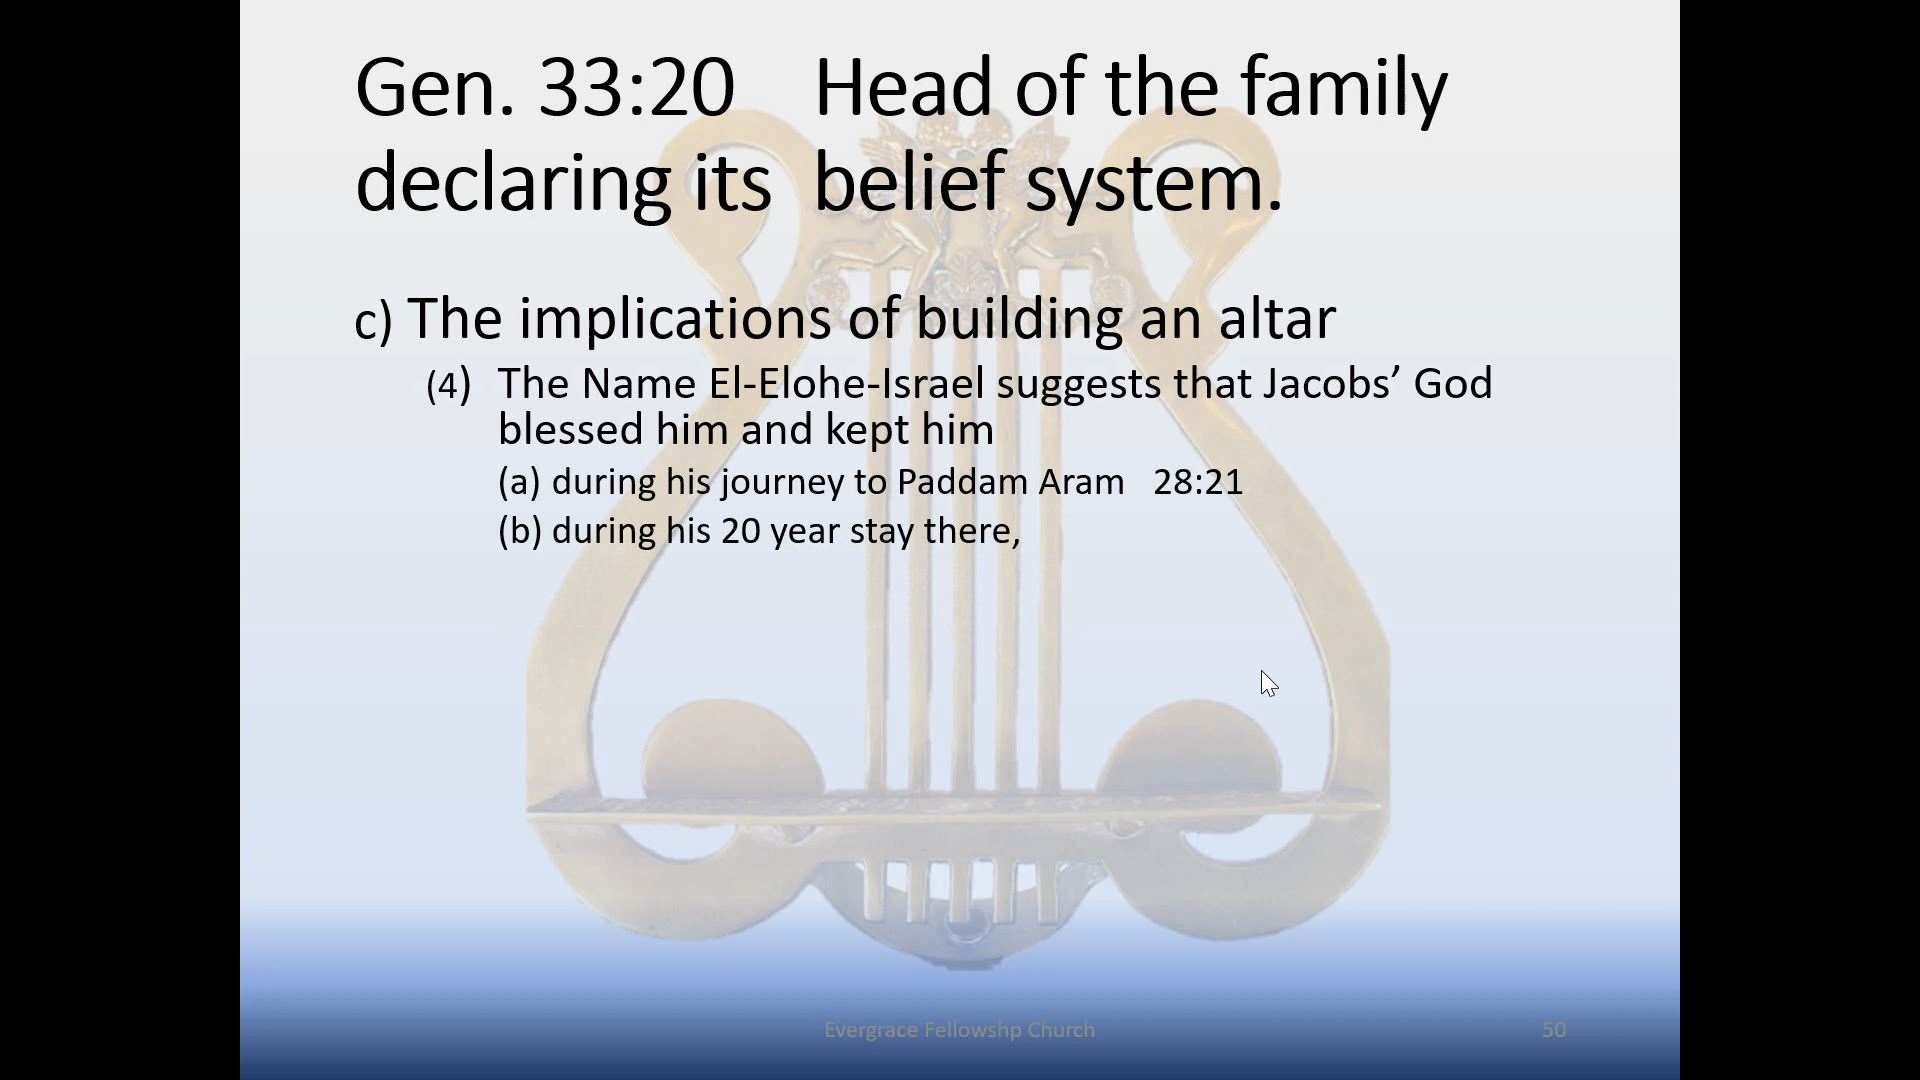 Gen. 33:20    Head of the family
declaring its  belief system.
c) The implications of building an altar
(4) The Name El-Elohe-Israel suggests that Jacobs’ God
blessed him and kept him
(a) during his journey to Paddam Aram   28:21
(b) during his 20 year stay there,
Evergrace Fellowshp Church
50